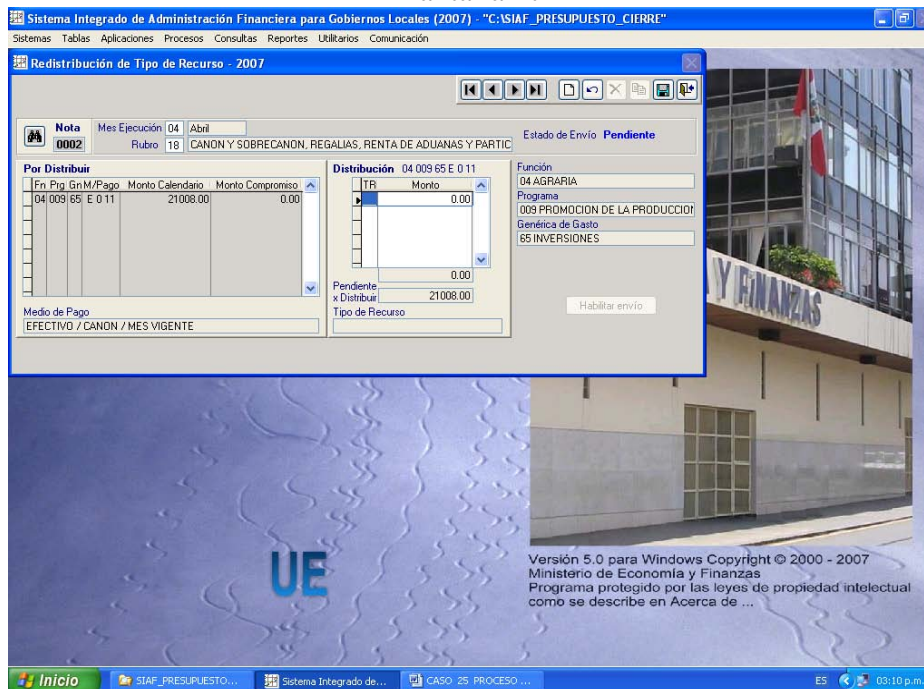 Sistema Integrado de Administración Financiera para Gobiernos Locales (2007) - "C:\SIAF_PRESUPUESTO_CIERRE"
Sistemas Tablas Aplicaciones Procesos Consultas Reportes Utilitarios Comunicación
Redistribución de Tipo de Recurso - 2007
Nota Mes Ejecución 04 Abril
0002 Rubro 18 CANON Y SOBRECANON, REGALIAS, RENTA DE ADUANAS Y PARTIC
Estado de Envío Pendiente
Por Distribuir
Fn Prg Gn M/Pago Monto Calendario Monto Compromiso
04 009 65 E 0 11 21008.00 0.00
Medio de Pago
EFECTIVO / CANON / MES VIGENTE
Distribución 04 009 65 E 0 11
TR Monto
0.00
0.00
Pendiente
x Distribuir 21008.00
Tipo de Recurso
Función
04 AGRARIA
Programa
009 PROMOCION DE LA PRODUCCION
Genérica de Gasto
65 INVERSIONES
Habilitar envío
Y FINANZAS
UE
Versión 5.0 para Windows Copyright © 2000 - 2007
Ministerio de Economía y Finanzas
Programa protegido por las leyes de propiedad intelectual
como se describe en Acerca de ...
Inicio SIAF_PRESUPUESTO... Sistema Integrado de... CASO 25 PROCESO ... ES 03:10 p.m.